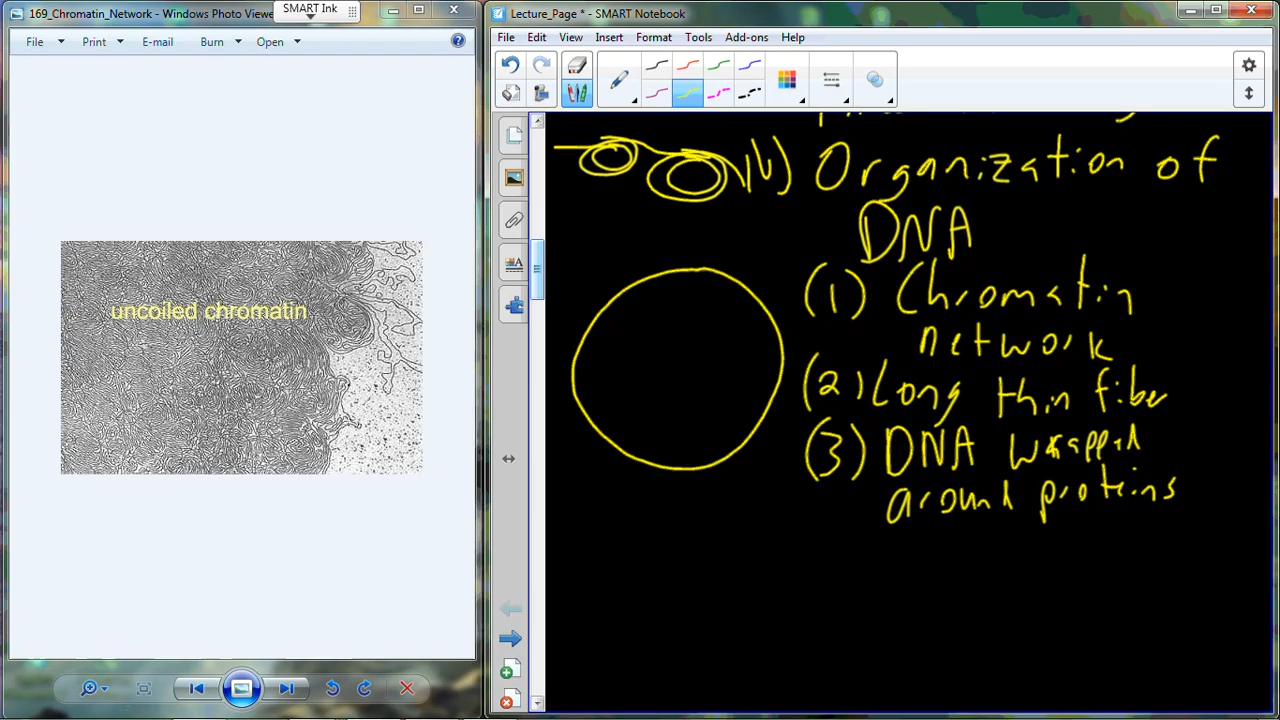 169_Chromatin_Network - Windows Photo Viewe
SMART Ink
File Print E-mail Burn Open
uncoiled chromatin
Lecture_Page * - SMART Notebook
File Edit View Insert Format Tools Add-ons Help
Organization of
DNA
(1) Chromatin
network
(2) Long thin fiber
(3) DNA wrapped
around proteins